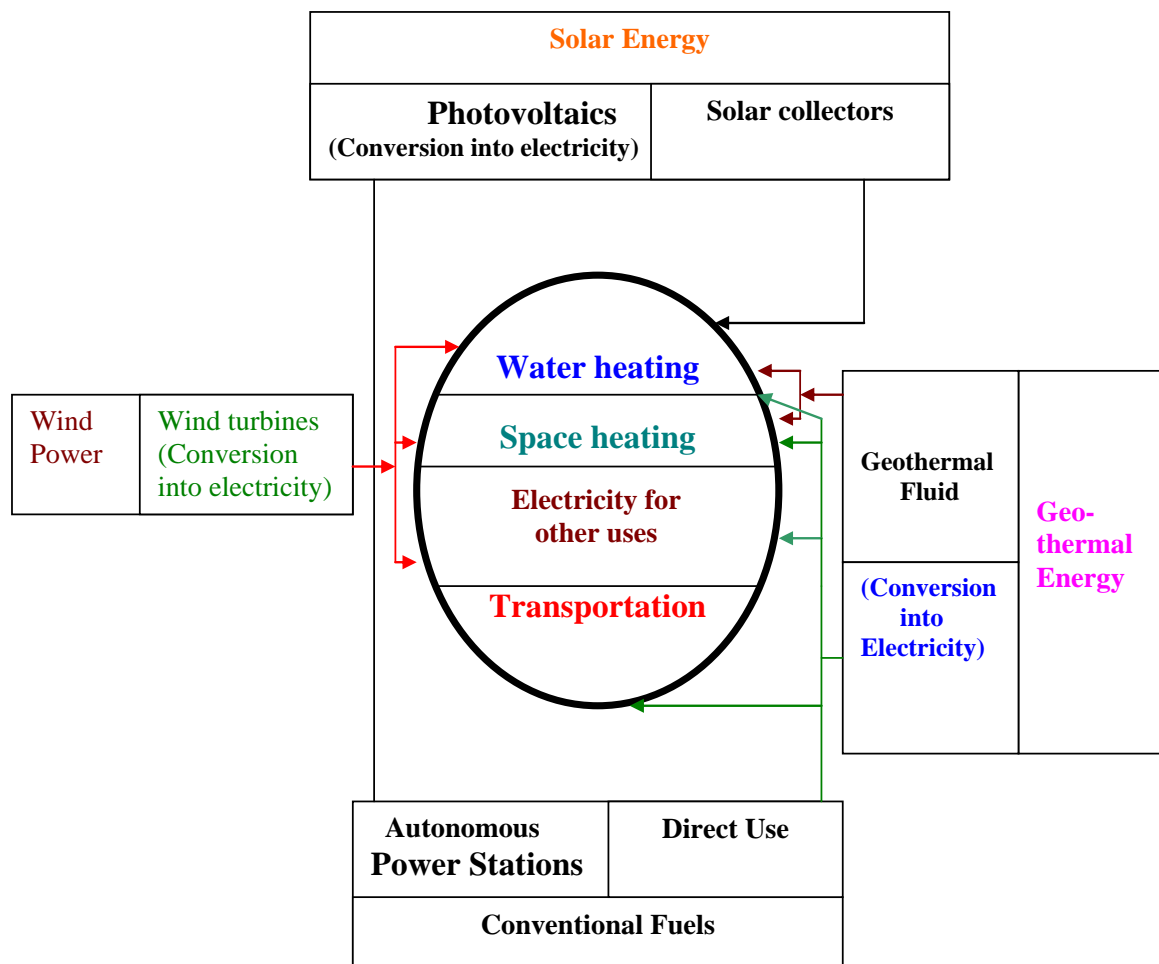 Solar Energy
Photovoltaics
(Conversion into electricity)
Solar collectors
Water heating
Space heating
Electricity for
other uses
Transportation
Wind
Power
Wind turbines
(Conversion
into electricity)
Geothermal
Fluid
(Conversion
into
Electricity)
Geo-
thermal
Energy
Autonomous
Power Stations
Direct Use
Conventional Fuels